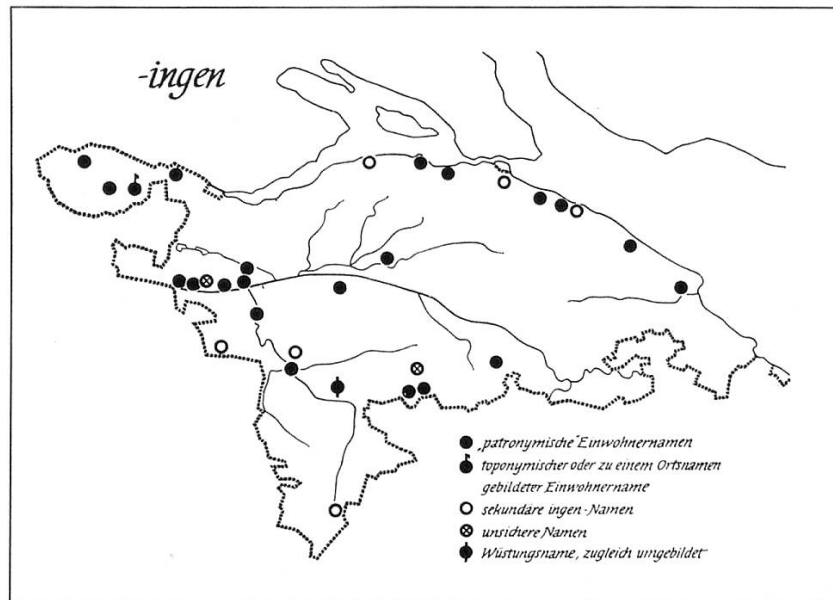 -ingen
„patronymische" Einwohnernamen
toponymischer oder zu einem Ortsnamen
gebildeter Einwohnername
sekundäre ingen-Namen
unsichere Namen
Wüstungsname, zugleich umgebildet